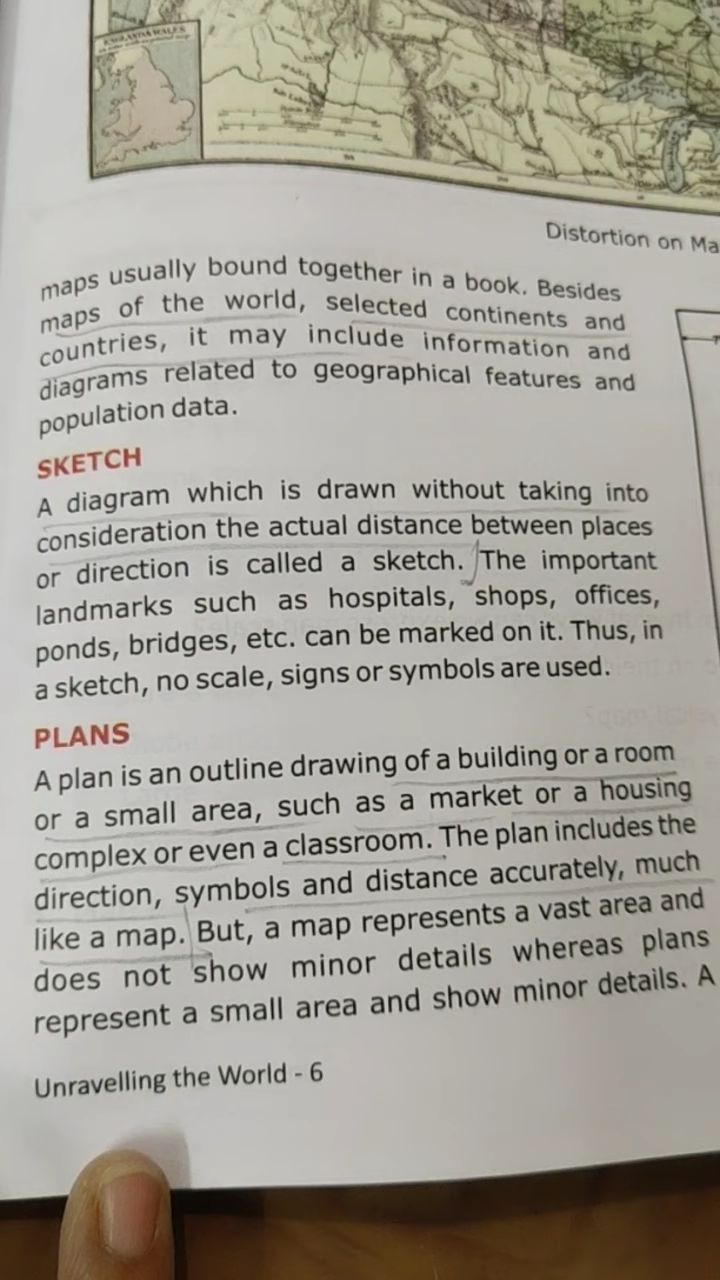 ENGLAND & WALES
Distortion on Ma
maps usually bound together in a book. Besides
maps of the world, selected continents and
countries, it may include information and
diagrams related to geographical features and
population data.
SKETCH
A diagram which is drawn without taking into
consideration the actual distance between places
or direction is called a sketch. The important
landmarks such as hospitals, shops, offices,
ponds, bridges, etc. can be marked on it. Thus, in
a sketch, no scale, signs or symbols are used.
PLANS
A plan is an outline drawing of a building or a room
or a small area, such as a market or a housing
complex or even a classroom. The plan includes the
direction, symbols and distance accurately, much
like a map. But, a map represents a vast area and
does not show minor details whereas plans
represent a small area and show minor details. A
Unravelling the World - 6